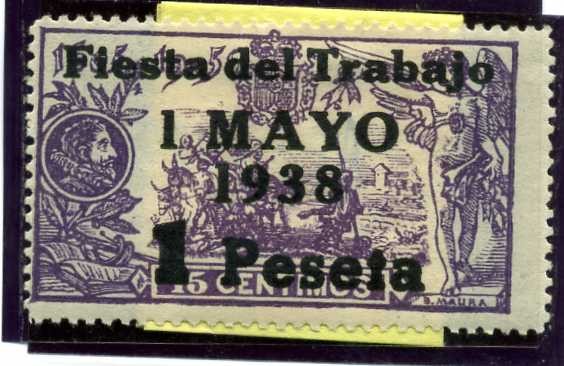 Fiesta del Trabajo
1 MAYO
1938
1 Peseta
15 CENTIMOS
B. MAURA